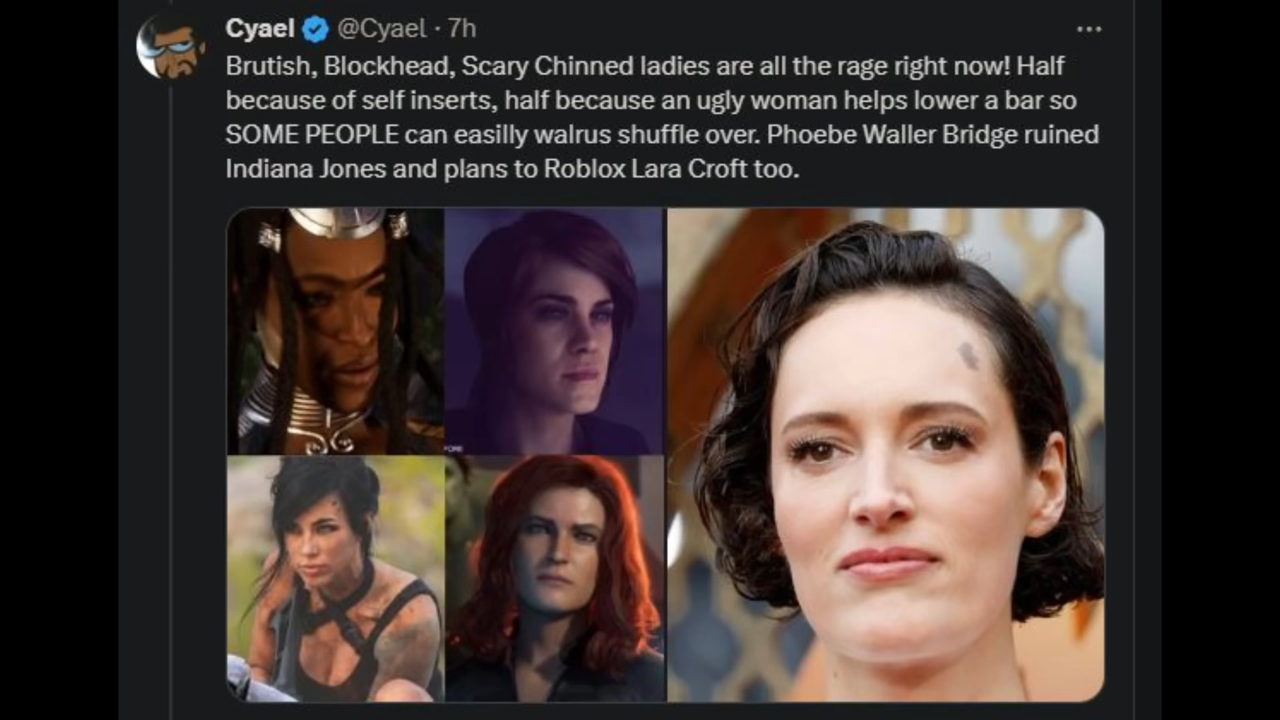 Cyael @Cyael · 7h
Brutish, Blockhead, Scary Chinned ladies are all the rage right now! Half
because of self inserts, half because an ugly woman helps lower a bar so
SOME PEOPLE can easilly walrus shuffle over. Phoebe Waller Bridge ruined
Indiana Jones and plans to Roblox Lara Croft too.